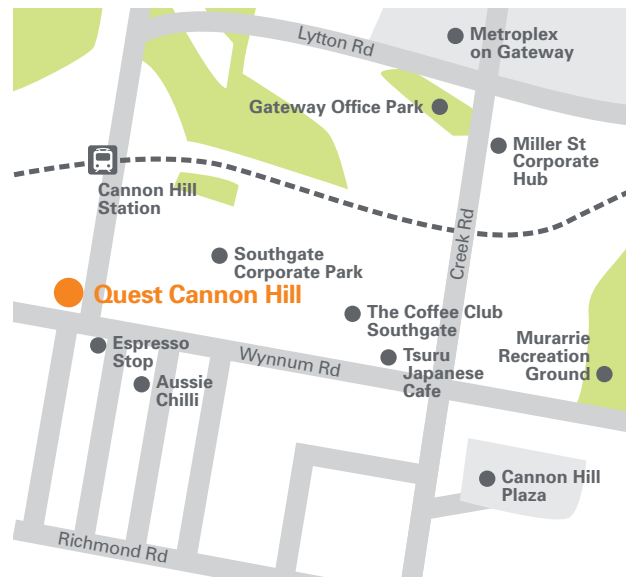 Lytton Rd
Metroplex
on Gateway
Gateway Office Park
Miller St
Corporate
Hub
Cannon Hill
Station
Creek Rd
Southgate
Corporate Park
Quest Cannon Hill
The Coffee Club
Southgate
Espresso
Stop
Wynnum Rd
Tsuru
Japanese
Cafe
Murarrie
Recreation
Ground
Aussie
Chilli
Cannon Hill
Plaza
Richmond Rd